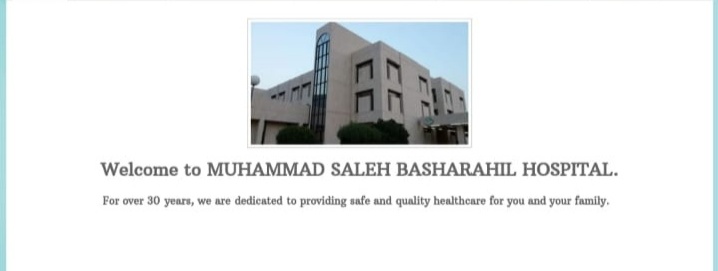 Welcome to MUHAMMAD SALEH BASHARAHIL HOSPITAL.
For over 30 years, we are dedicated to providing safe and quality healthcare for you and your family.